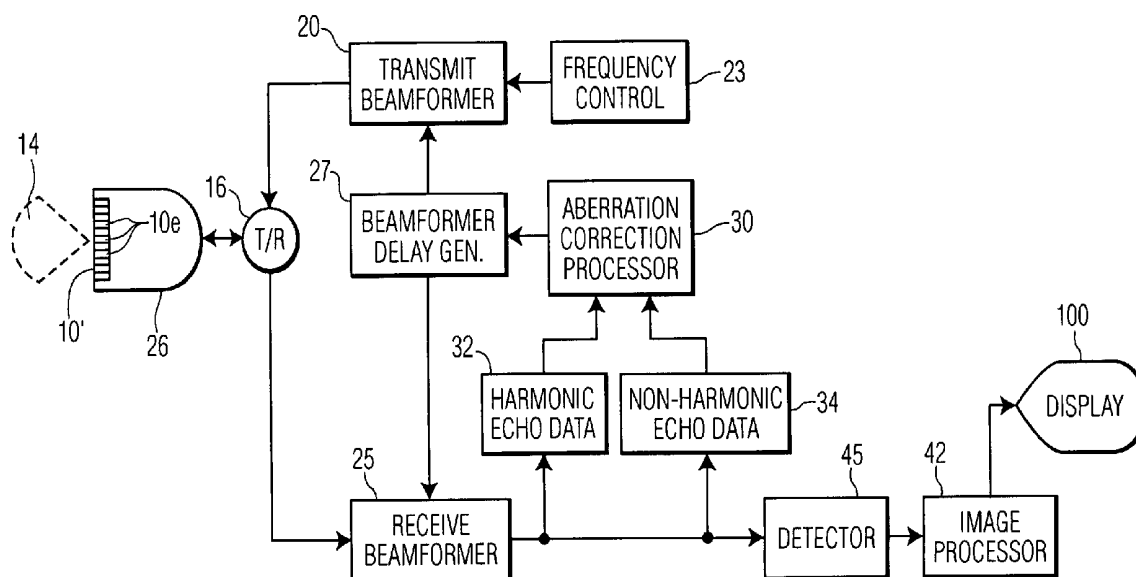 20
TRANSMIT
BEAMFORMER
FREQUENCY
CONTROL
23
14
10e
16
T/R
27
BEAMFORMER
DELAY GEN.
ABERRATION
CORRECTION
PROCESSOR
30
10'
26
32
HARMONIC
ECHO DATA
NON-HARMONIC
ECHO DATA
34
100
DISPLAY
25
RECEIVE
BEAMFORMER
45
DETECTOR
42
IMAGE
PROCESSOR